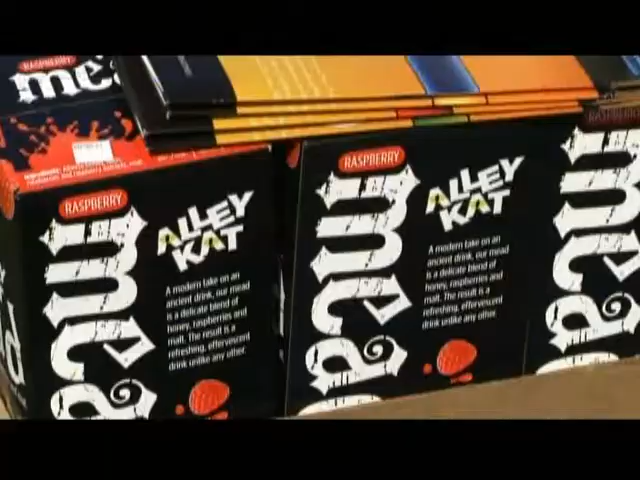 RASPBERRY
mea
RASPBERRY
mead
ALLEY
KAT
A modern take on an
ancient drink, our mead
is a delicate blend of
honey, raspberries and
malt. The result is a
refreshing, effervescent
drink unlike any other.
RASPBERRY
mead
ALLEY
KAT
A modern take on an
ancient drink, our mead
is a delicate blend of
honey, raspberries and
malt. The result is a
refreshing, effervescent
drink unlike any other.
RASPBERRY
mea